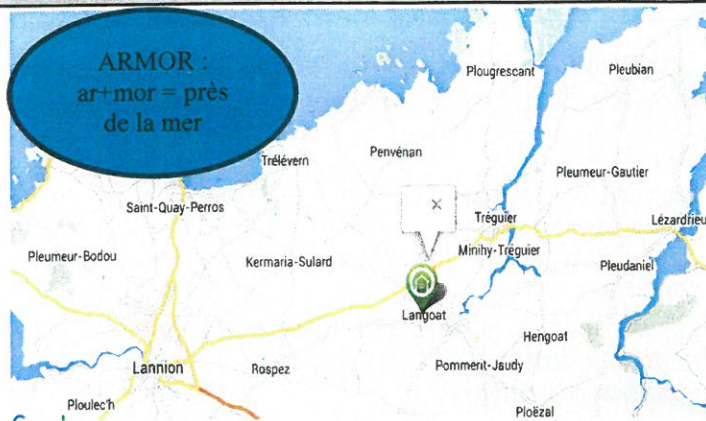 ARMOR :
ar+mor = près
de la mer
Plougrescant
Pleubian
Trélévern
Penvénan
Pleumeur-Gautier
Saint-Quay-Perros
Tréguier
Lézardrieu
Pleumeur-Bodou
Kermaria-Sulard
Minihy-Tréguier
Pleudaniel
Langoat
Hengoat
Lannion
Rospez
Pommerit-Jaudy
Ploulec'h
Ploëzal